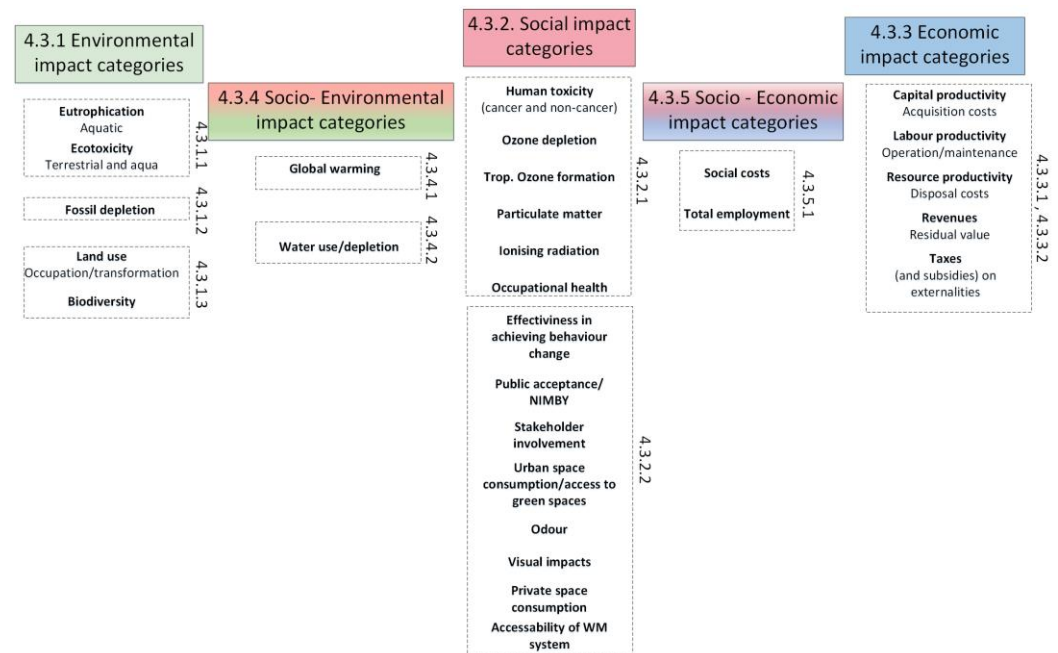 4.3.1 Environmental
impact categories
Eutrophication
Aquatic
Ecotoxicity
Terrestrial and aqua
4.3.1.1
Fossil depletion
4.3.1.2
Land use
Occupation/transformation
Biodiversity
4.3.1.3
4.3.4 Socio- Environmental
impact categories
Global warming
4.3.4.1
Water use/depletion
4.3.4.2
4.3.2. Social impact
categories
Human toxicity
(cancer and non-cancer)
Ozone depletion
Trop. Ozone formation
Particulate matter
Ionising radiation
Occupational health
4.3.2.1
Effectiviness in
achieving behaviour
change
Public acceptance/
NIMBY
Stakeholder
involvement
Urban space
consumption/access to
green spaces
Odour
Visual impacts
Private space
consumption
Accessability of WM
system
4.3.2.2
4.3.5 Socio - Economic
impact categories
Social costs
Total employment
4.3.5.1
4.3.3 Economic
impact categories
Capital productivity
Acquisition costs
Labour productivity
Operation/maintenance
Resource productivity
Disposal costs
Revenues
Residual value
Taxes
(and subsidies) on
externalities
4.3.3.1 , 4.3.3.2